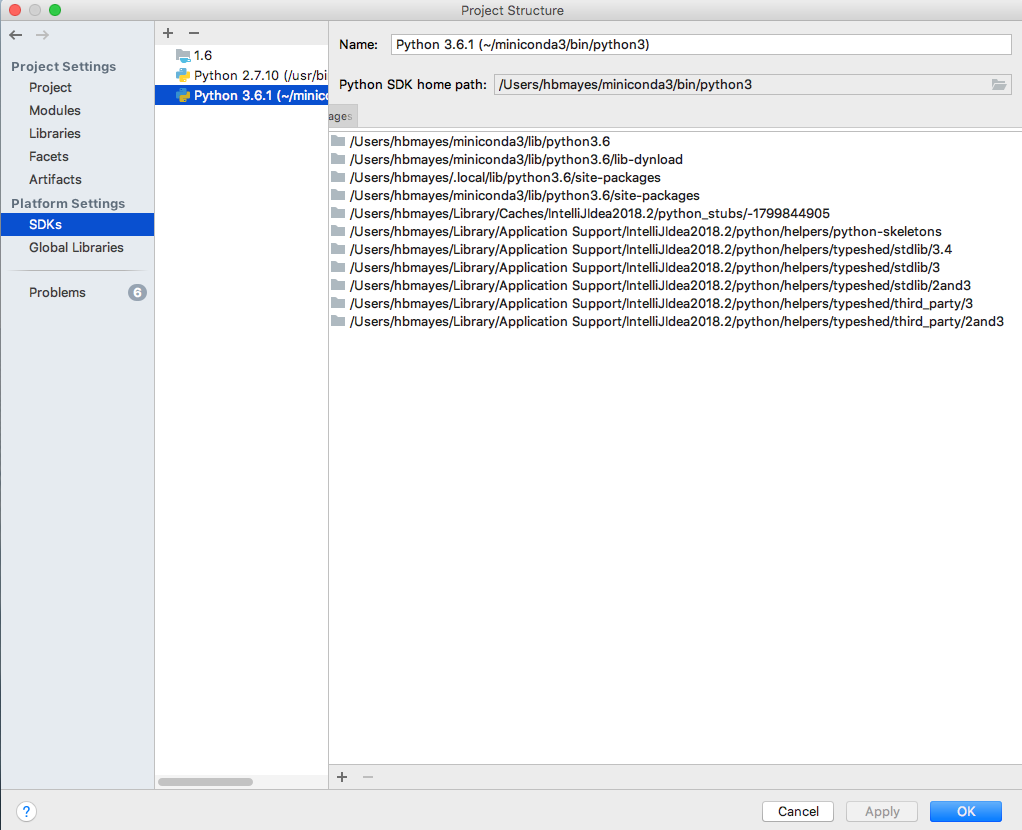 Project Structure
Project Settings
Project
Modules
Libraries
Facets
Artifacts
Platform Settings
SDKs
Global Libraries
Problems
6
1.6
Python 2.7.10 (/usr/bi
Python 3.6.1 (~/minico
Name:
Python 3.6.1 (~/miniconda3/bin/python3)
Python SDK home path:
/Users/hbmayes/miniconda3/bin/python3
ages
/Users/hbmayes/miniconda3/lib/python3.6
/Users/hbmayes/miniconda3/lib/python3.6/lib-dynload
/Users/hbmayes/.local/lib/python3.6/site-packages
/Users/hbmayes/miniconda3/lib/python3.6/site-packages
/Users/hbmayes/Library/Caches/IntelliJIdea2018.2/python_stubs/-1799844905
/Users/hbmayes/Library/Application Support/IntelliJIdea2018.2/python/helpers/python-skeletons
/Users/hbmayes/Library/Application Support/IntelliJIdea2018.2/python/helpers/typeshed/stdlib/3.4
/Users/hbmayes/Library/Application Support/IntelliJIdea2018.2/python/helpers/typeshed/stdlib/3
/Users/hbmayes/Library/Application Support/IntelliJIdea2018.2/python/helpers/typeshed/stdlib/2and3
/Users/hbmayes/Library/Application Support/IntelliJIdea2018.2/python/helpers/typeshed/third_party/3
/Users/hbmayes/Library/Application Support/IntelliJIdea2018.2/python/helpers/typeshed/third_party/2and3
?
Cancel
Apply
OK